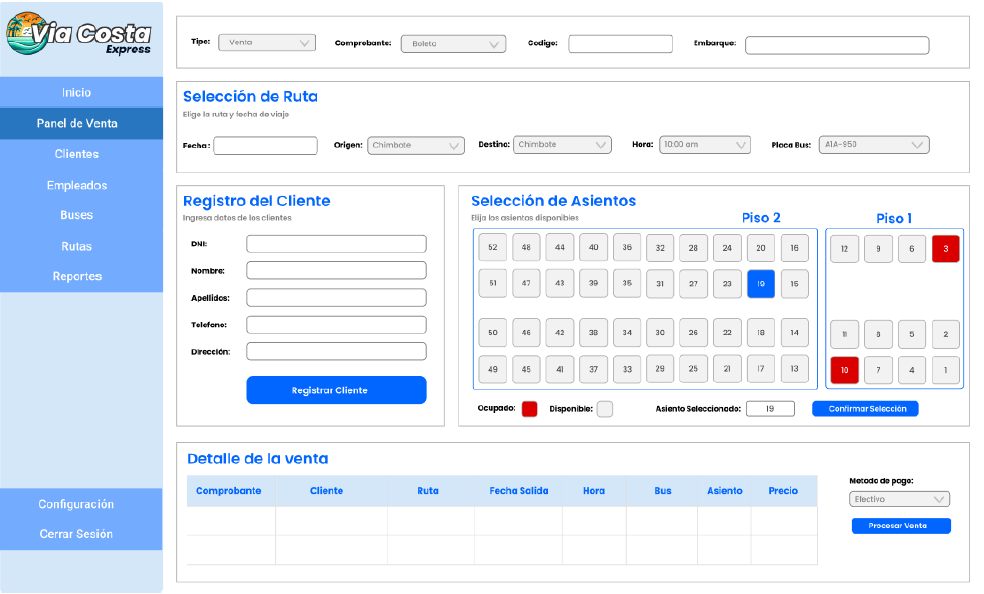 Via Costa
Express
Inicio
Panel de Venta
Clientes
Empleados
Buses
Rutas
Reportes
Configuración
Cerrar Sesión
Tipo: Venta Comprobante: Boleto Codigo: Embarque:
Selección de Ruta
Elige la ruta y fecha de viaje
Fecha: Origen: Chimbote Destino: Chimbote Hora: 10:00 am Placa Bus: A1A-950
Registro del Cliente
Ingresa datos de los clientes
DNI:
Nombre:
Apellidos:
Telefono:
Dirección:
Registrar Cliente
Selección de Asientos
Elija los asientos disponibles
Piso 2 Piso 1
52 48 44 40 36 32 28 24 20 16 12 9 6 3
51 47 43 39 35 31 27 23 19 15
50 46 42 38 34 30 26 22 18 14 11 8 5 2
49 45 41 37 33 29 25 21 17 13 10 7 4 1
Ocupado: Disponible: Asiento Seleccionado: 19 Confirmar Selección
Detalle de la venta
Comprobante Cliente Ruta Fecha Salida Hora Bus Asiento Precio
Metodo de pago:
Efectivo
Procesar Venta